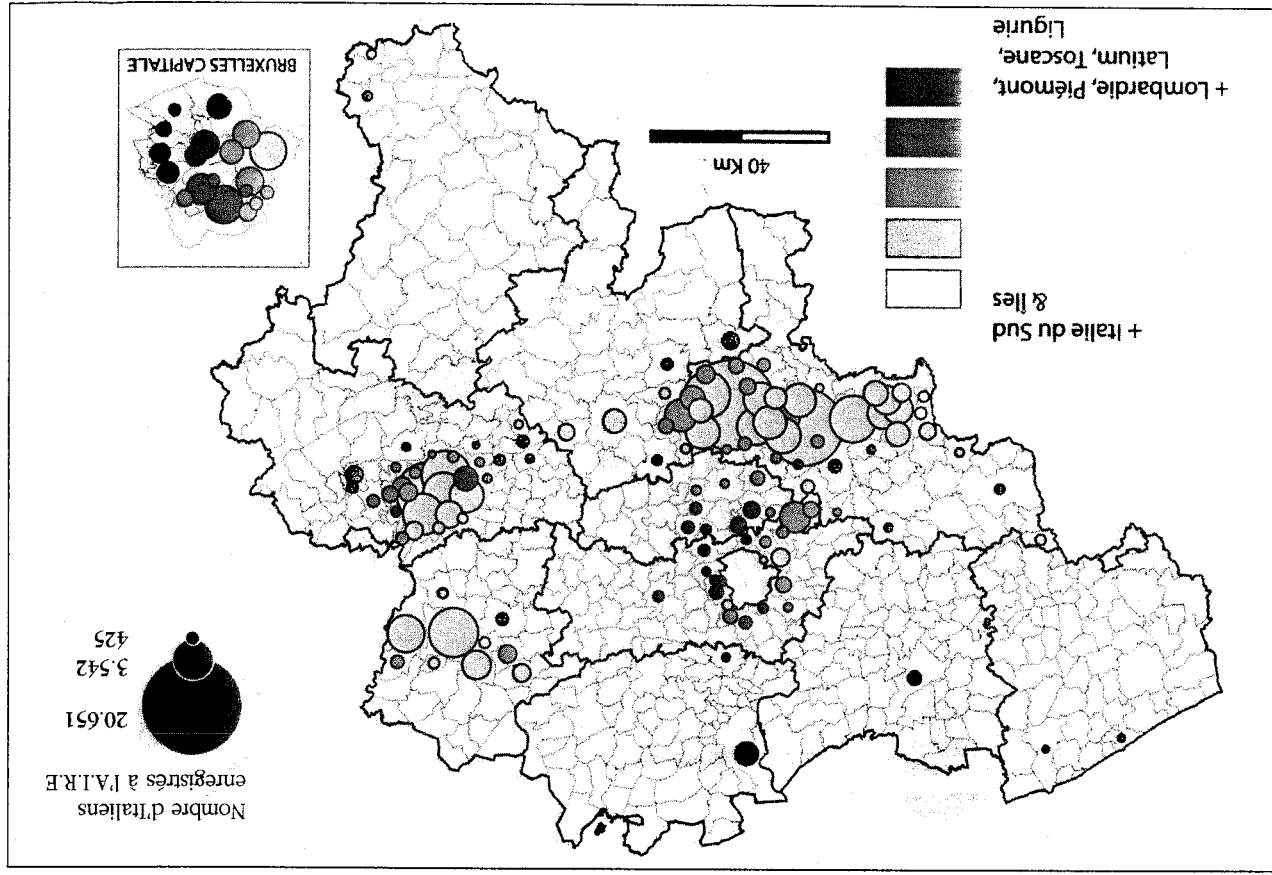 Nombre d'Italiens
enregistrés à l'A.I.R.E
20.651
3.542
425
+ Italie du Sud
& Îles
+ Lombardie, Piémont,
Latium, Toscane,
Ligurie
40 Km
BRUXELLES CAPITALE